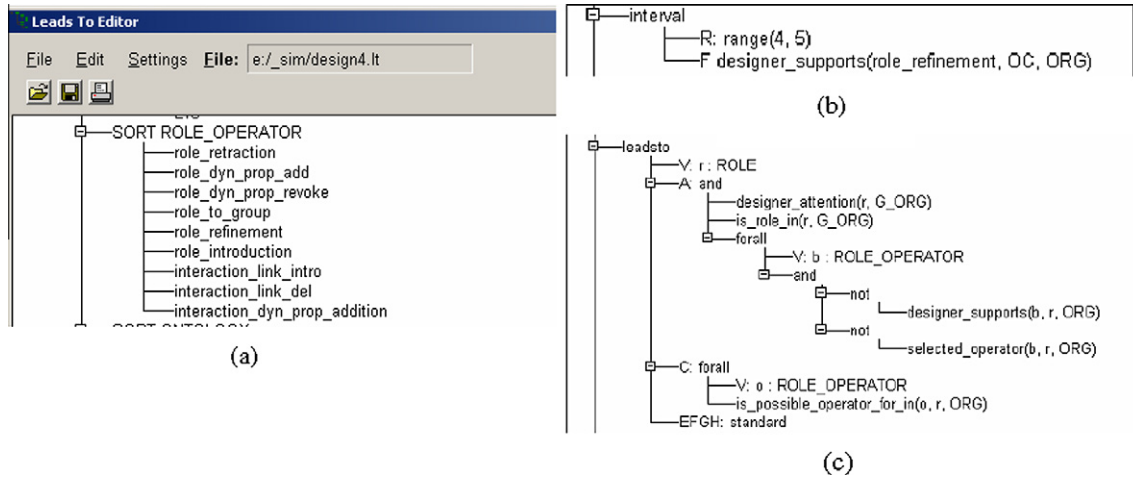 Leads To Editor
File Edit Settings File: e:/_sim/design4.lt
SORT ROLE_OPERATOR
role_retraction
role_dyn_prop_add
role_dyn_prop_revoke
role_to_group
role_refinement
role_introduction
interaction_link_intro
interaction_link_del
interaction_dyn_prop_addition
(a)
interval
R: range(4, 5)
F designer_supports(role_refinement, OC, ORG)
(b)
leadsto
V: r : ROLE
A: and
designer_attention(r, G_ORG)
is_role_in(r, G_ORG)
forall
V: b : ROLE_OPERATOR
and
not
designer_supports(b, r, ORG)
not
selected_operator(b, r, ORG)
C: forall
V: o : ROLE_OPERATOR
is_possible_operator_for_in(o, r, ORG)
EFGH: standard
(c)